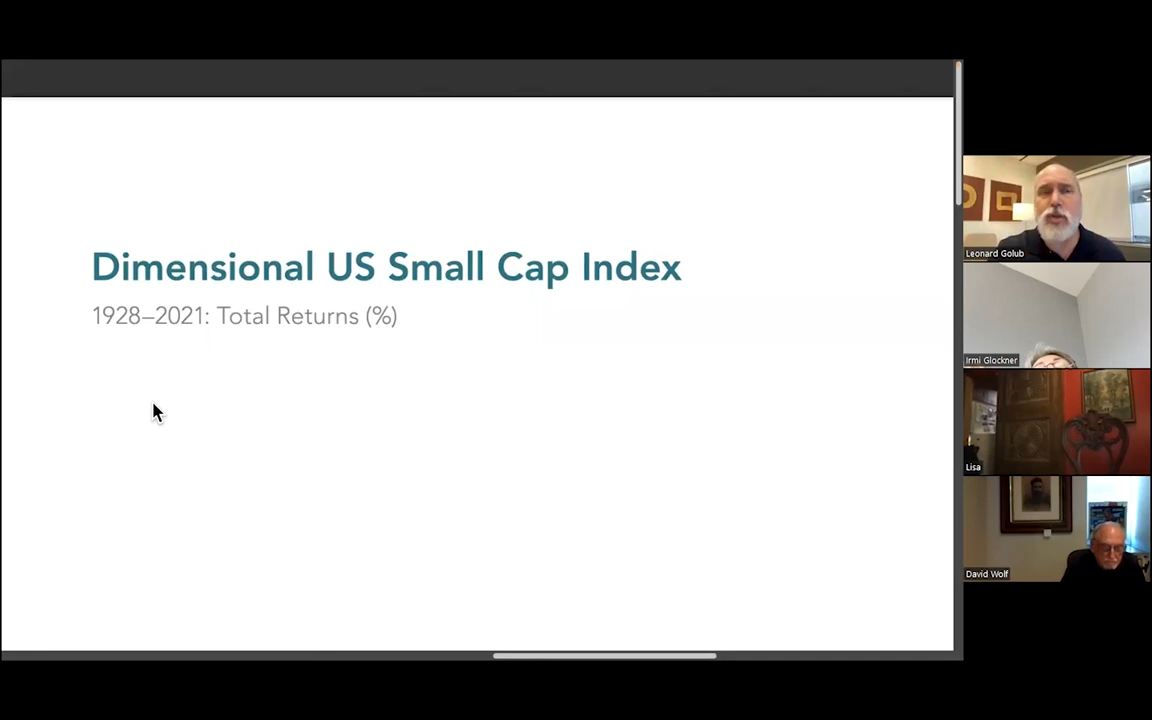 Dimensional US Small Cap Index
1928–2021: Total Returns (%)
Leonard Golub
Irmi Glockner
Lisa
David Wolf